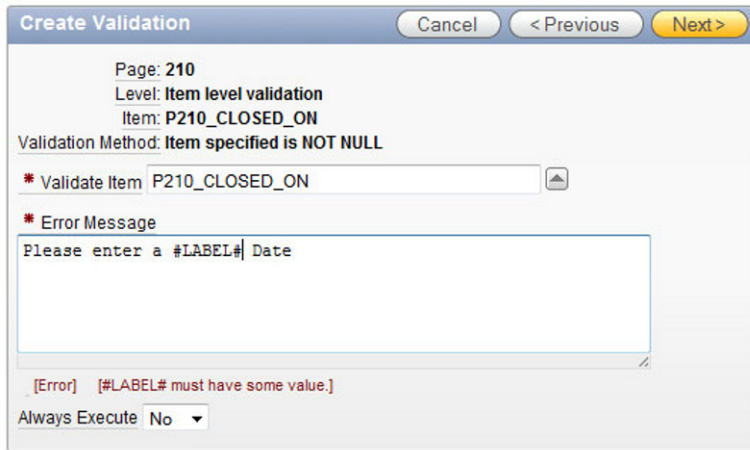 Create Validation Cancel < Previous Next >
Page: 210
Level: Item level validation
Item: P210_CLOSED_ON
Validation Method: Item specified is NOT NULL
* Validate Item P210_CLOSED_ON
* Error Message
Please enter a #LABEL# Date
[Error] [#LABEL# must have some value.]
Always Execute No